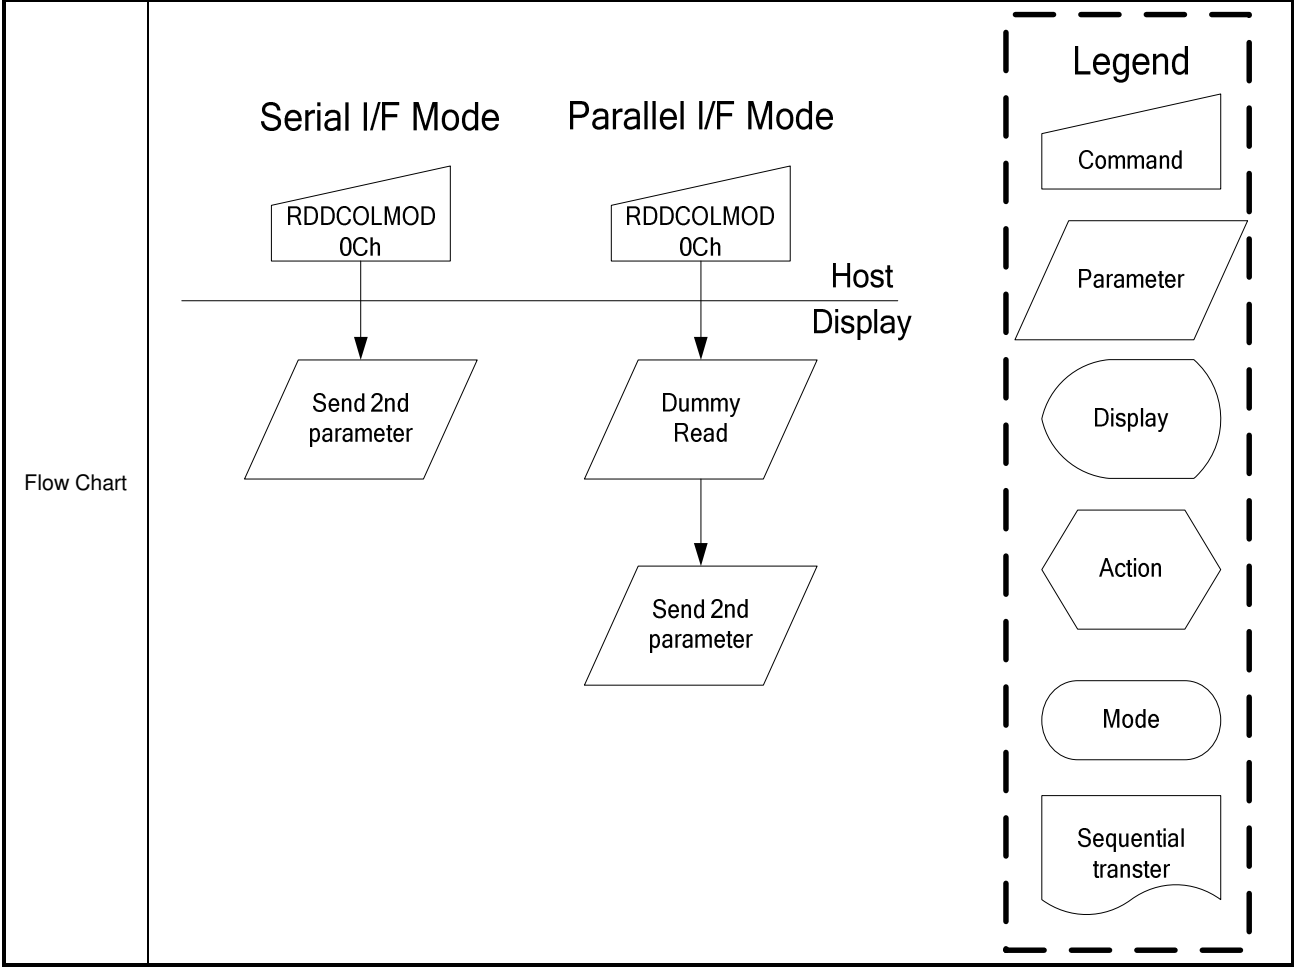 Flow Chart
Serial I/F Mode
RDDCOLMOD
0Ch
Send 2nd
parameter
Parallel I/F Mode
RDDCOLMOD
0Ch
Host
Display
Dummy
Read
Send 2nd
parameter
Legend
Command
Parameter
Display
Action
Mode
Sequential
transter